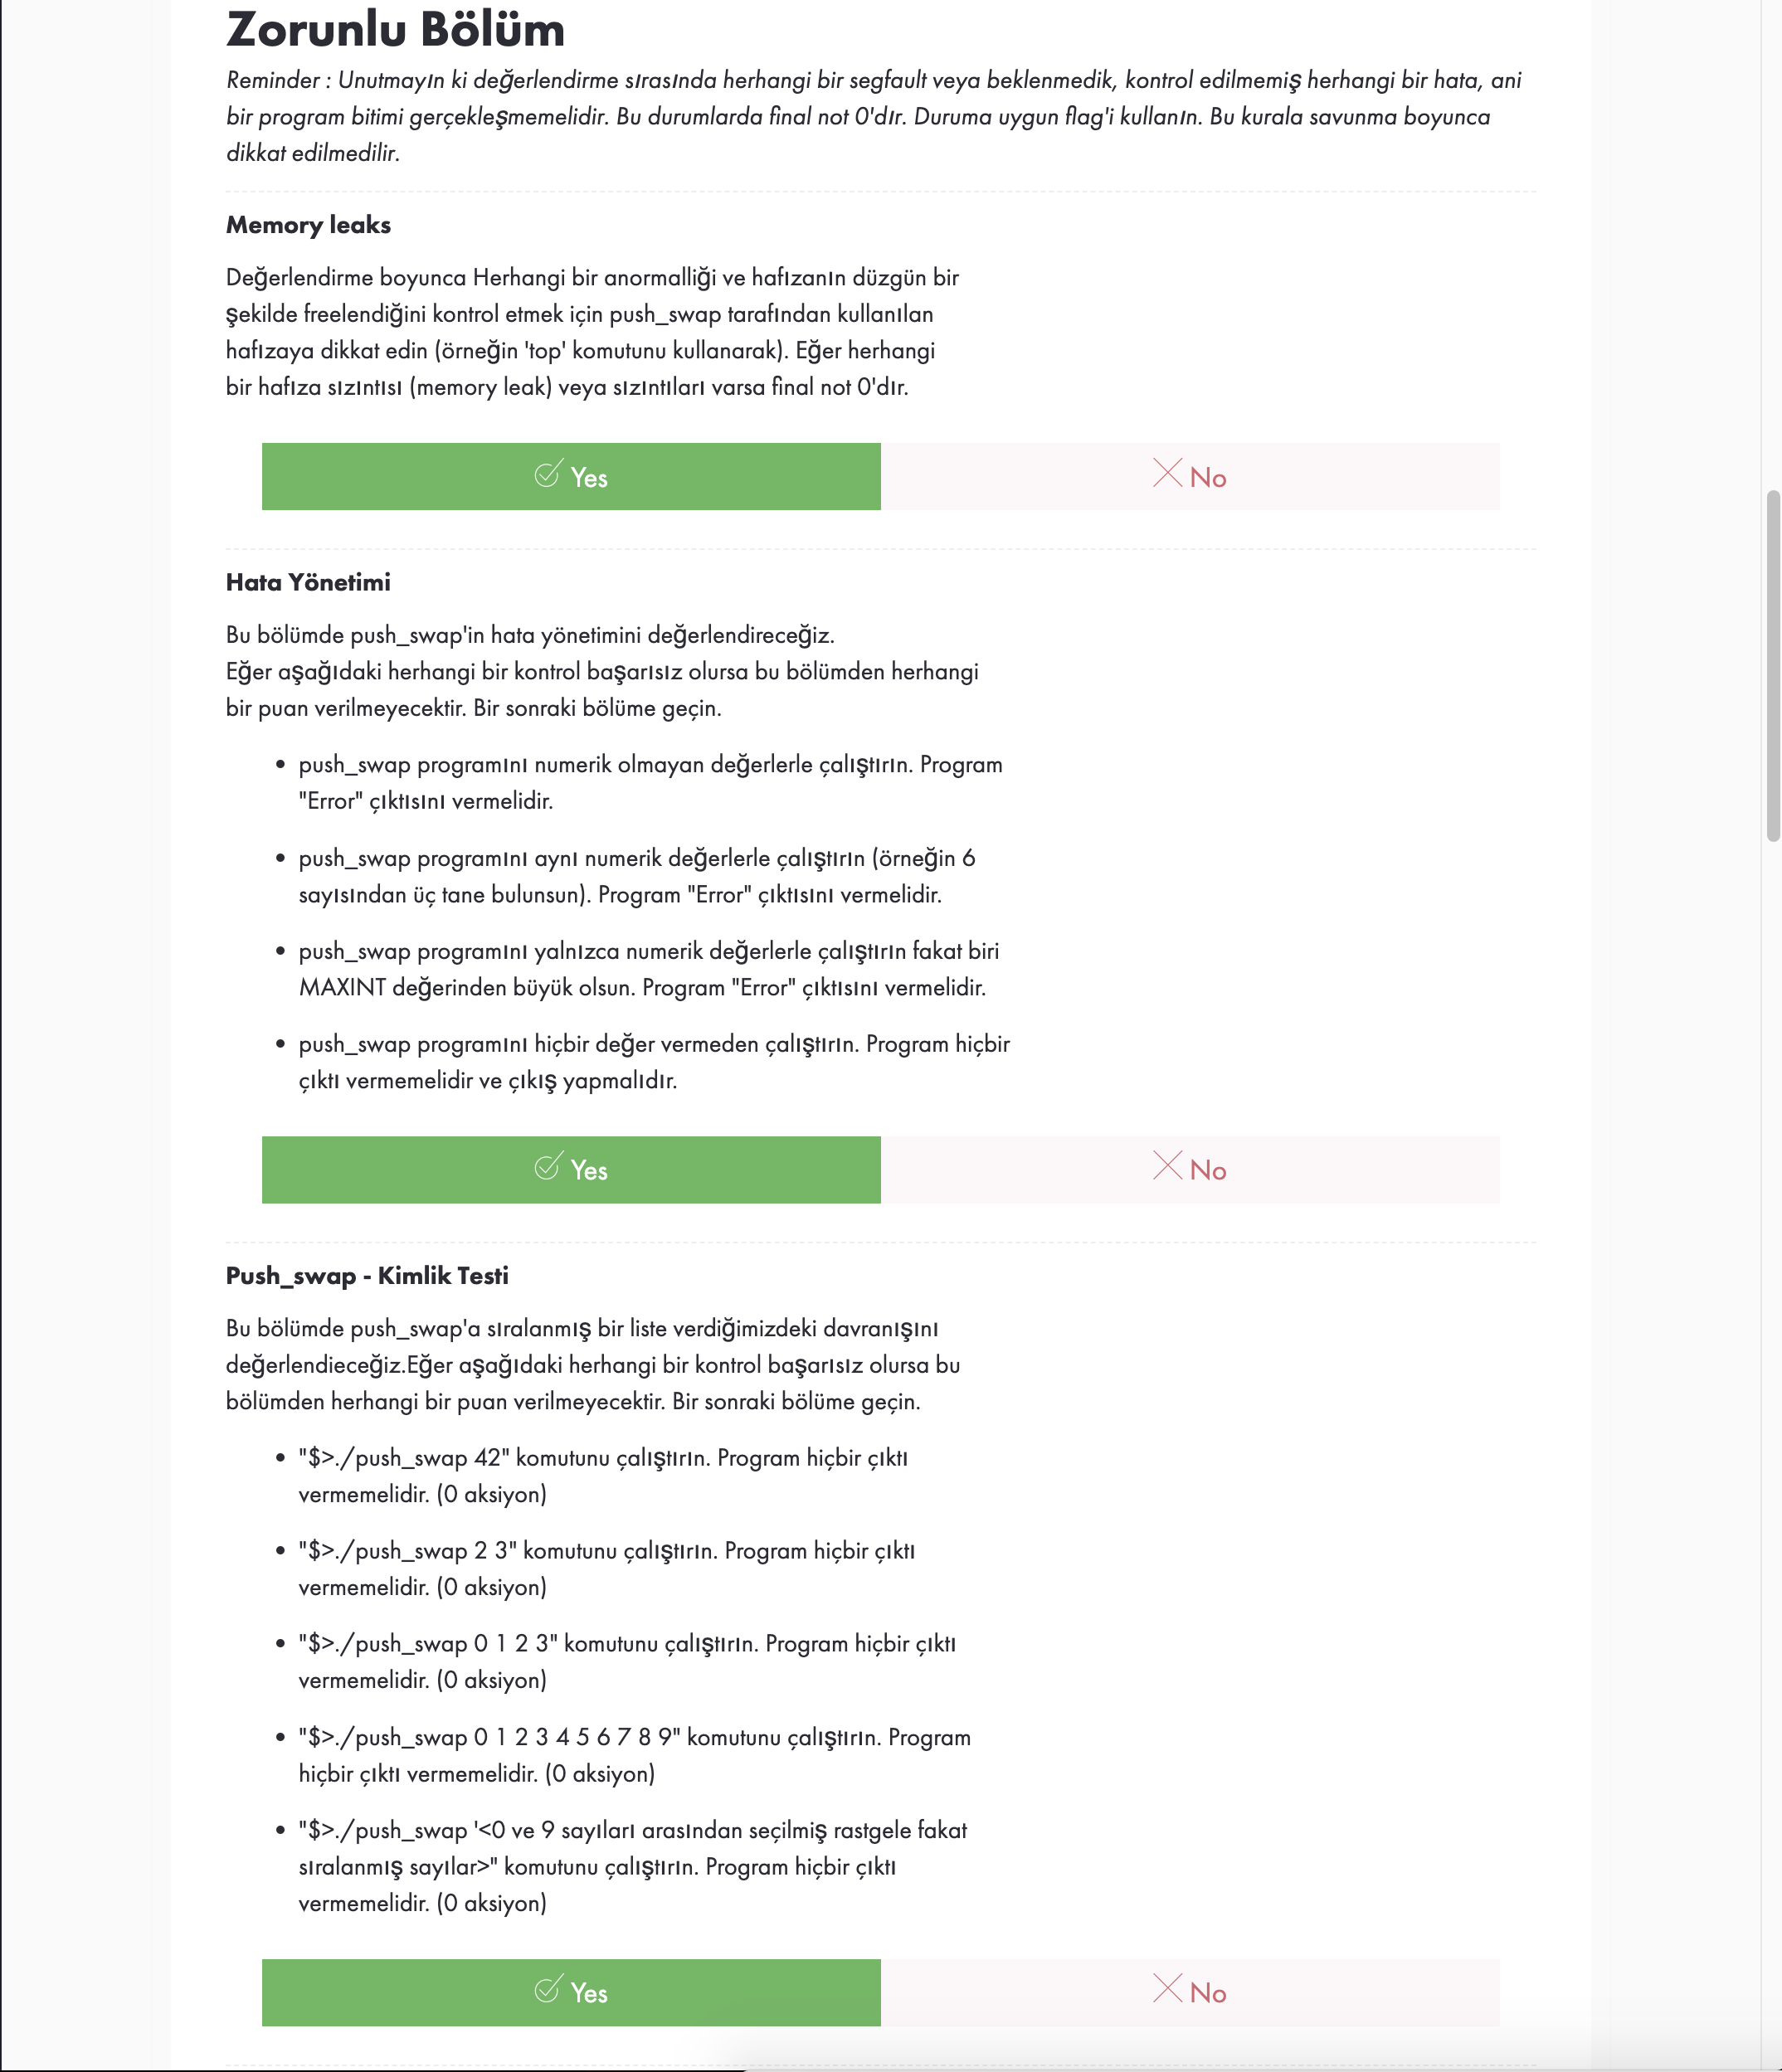 Zorunlu Bölüm
Reminder : Unutmayın ki değerlendirme sırasında herhangi bir segfault veya beklenmedik, kontrol edilmemiş herhangi bir hata, ani
bir program bitimi gerçekleşmemelidir. Bu durumlarda final not 0'dır. Duruma uygun flag'i kullanın. Bu kurala savunma boyunca
dikkat edilmedilir.
Memory leaks
Değerlendirme boyunca Herhangi bir anormalliği ve hafızanın düzgün bir
şekilde freelendiğini kontrol etmek için push_swap tarafından kullanılan
hafızaya dikkat edin (örneğin 'top' komutunu kullanarak). Eğer herhangi
bir hafıza sızıntısı (memory leak) veya sızıntıları varsa final not 0'dır.
Yes
No
Hata Yönetimi
Bu bölümde push_swap'in hata yönetimini değerlendireceğiz.
Eğer aşağıdaki herhangi bir kontrol başarısız olursa bu bölümden herhangi
bir puan verilmeyecektir. Bir sonraki bölüme geçin.
• push_swap programını numerik olmayan değerlerle çalıştırın. Program
"Error" çıktısını vermelidir.
• push_swap programını aynı numerik değerlerle çalıştırın (örneğin 6
sayısından üç tane bulunsun). Program "Error" çıktısını vermelidir.
• push_swap programını yalnızca numerik değerlerle çalıştırın fakat biri
MAXINT değerinden büyük olsun. Program "Error" çıktısını vermelidir.
• push_swap programını hiçbir değer vermeden çalıştırın. Program hiçbir
çıktı vermemelidir ve çıkış yapmalıdır.
Yes
No
Push_swap - Kimlik Testi
Bu bölümde push_swap'a sıralanmış bir liste verdiğimizdeki davranışını
değerlendieceğiz.Eğer aşağıdaki herhangi bir kontrol başarısız olursa bu
bölümden herhangi bir puan verilmeyecektir. Bir sonraki bölüme geçin.
• "$>./push_swap 42" komutunu çalıştırın. Program hiçbir çıktı
vermemelidir. (0 aksiyon)
• "$>./push_swap 2 3" komutunu çalıştırın. Program hiçbir çıktı
vermemelidir. (0 aksiyon)
• "$>./push_swap 0 1 2 3" komutunu çalıştırın. Program hiçbir çıktı
vermemelidir. (0 aksiyon)
• "$>./push_swap 0 1 2 3 4 5 6 7 8 9" komutunu çalıştırın. Program
hiçbir çıktı vermemelidir. (0 aksiyon)
• "$>./push_swap '<0 ve 9 sayıları arasından seçilmiş rastgele fakat
sıralanmış sayılar>" komutunu çalıştırın. Program hiçbir çıktı
vermemelidir. (0 aksiyon)
Yes
No